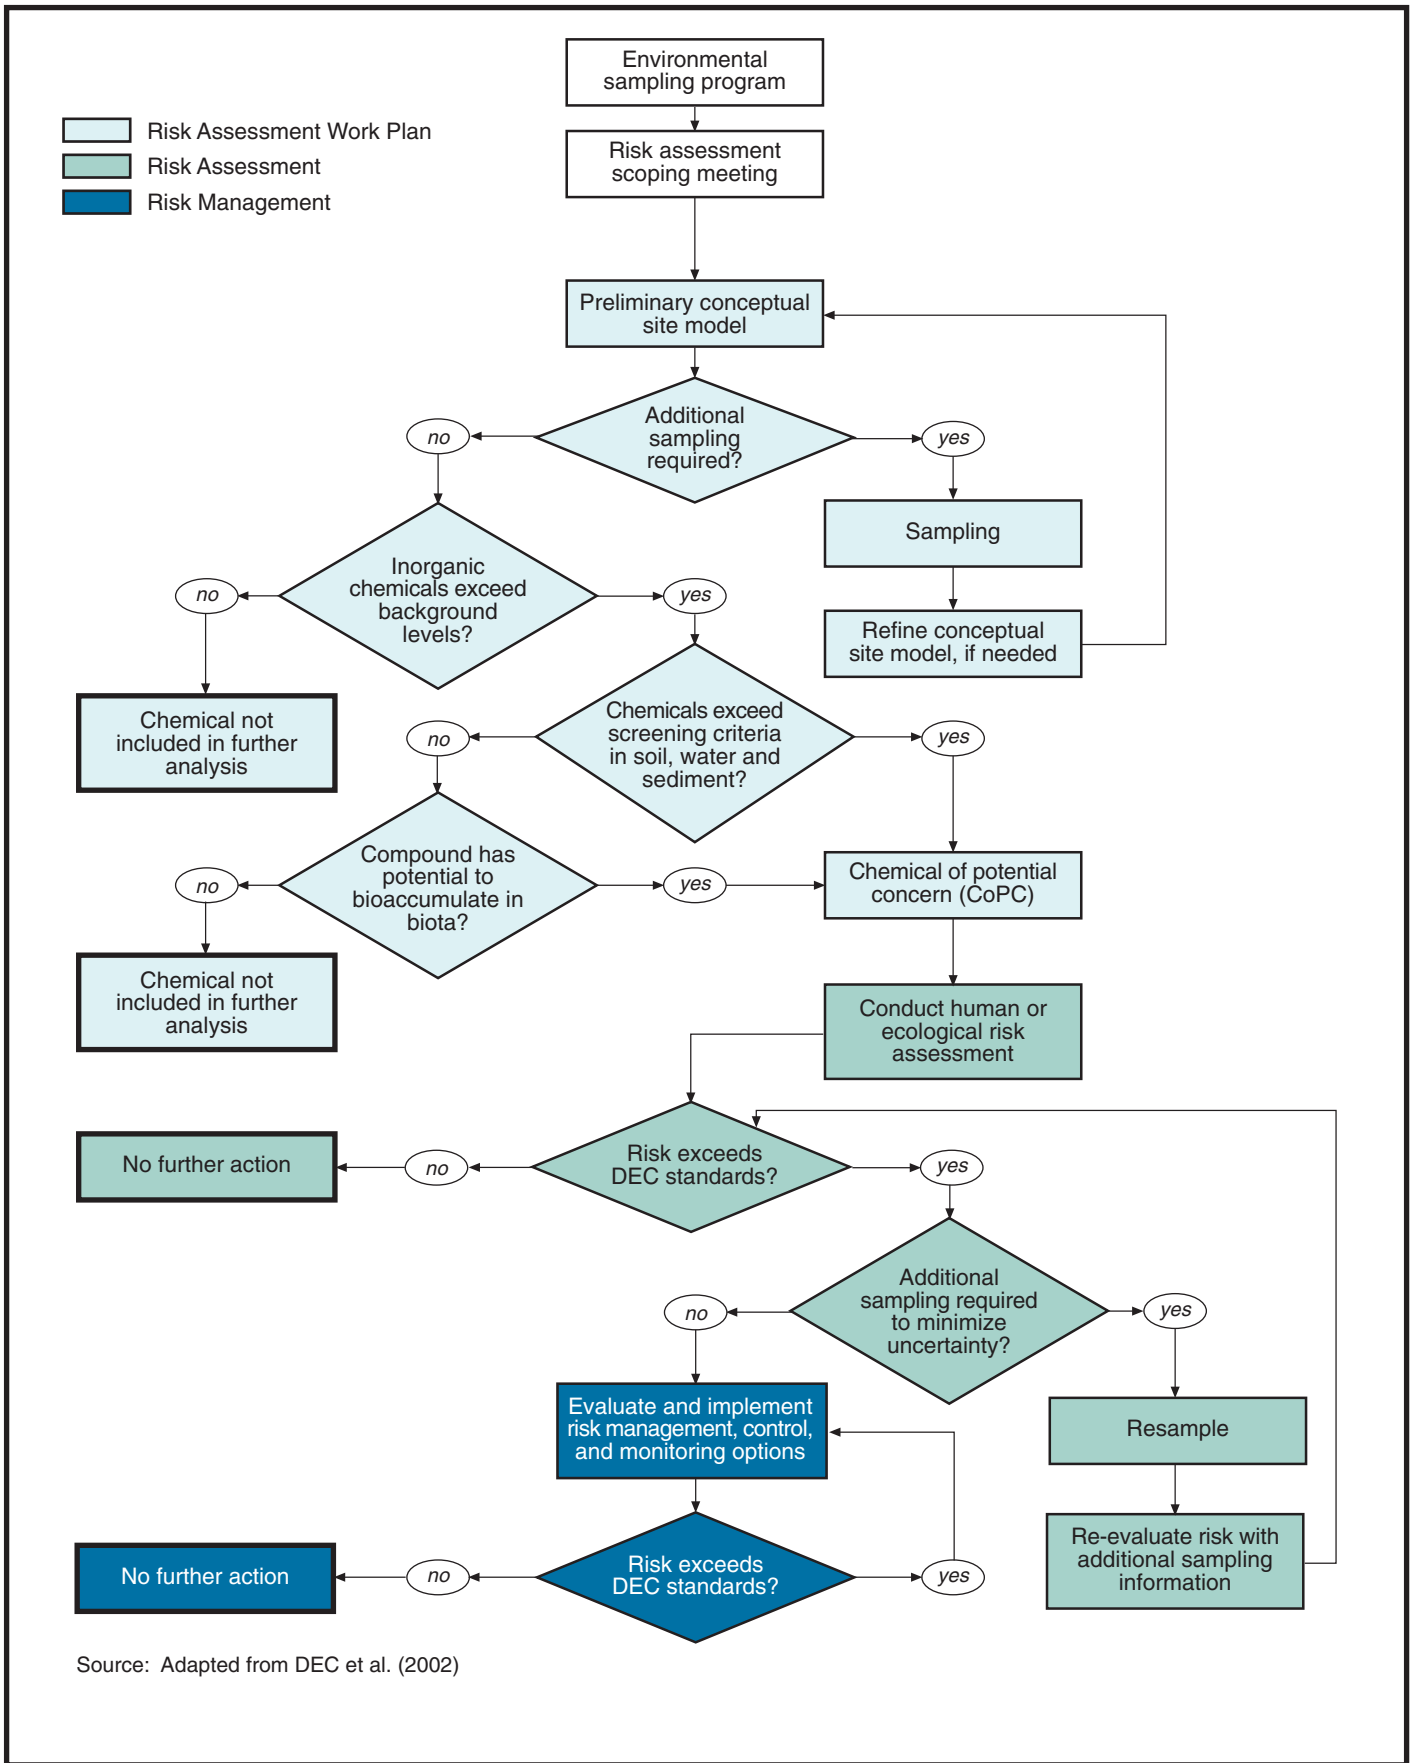 Environmental
sampling program
Risk Assessment Work Plan
Risk Assessment
Risk Management
Risk assessment
scoping meeting
Preliminary conceptual
site model
Additional
sampling
required?
no
yes
Sampling
Refine conceptual
site model, if needed
Inorganic
chemicals exceed
background
levels?
no
yes
Chemical not
included in further
analysis
Chemicals exceed
screening criteria
in soil, water and
sediment?
no
yes
Compound has
potential to
bioaccumulate in
biota?
no
yes
Chemical of potential
concern (CoPC)
Chemical not
included in further
analysis
Conduct human or
ecological risk
assessment
Risk exceeds
DEC standards?
no
yes
No further action
Additional
sampling required
to minimize
uncertainty?
no
yes
Evaluate and implement
risk management, control,
and monitoring options
Resample
Re-evaluate risk with
additional sampling
information
Risk exceeds
DEC standards?
no
yes
No further action
Source: Adapted from DEC et al. (2002)